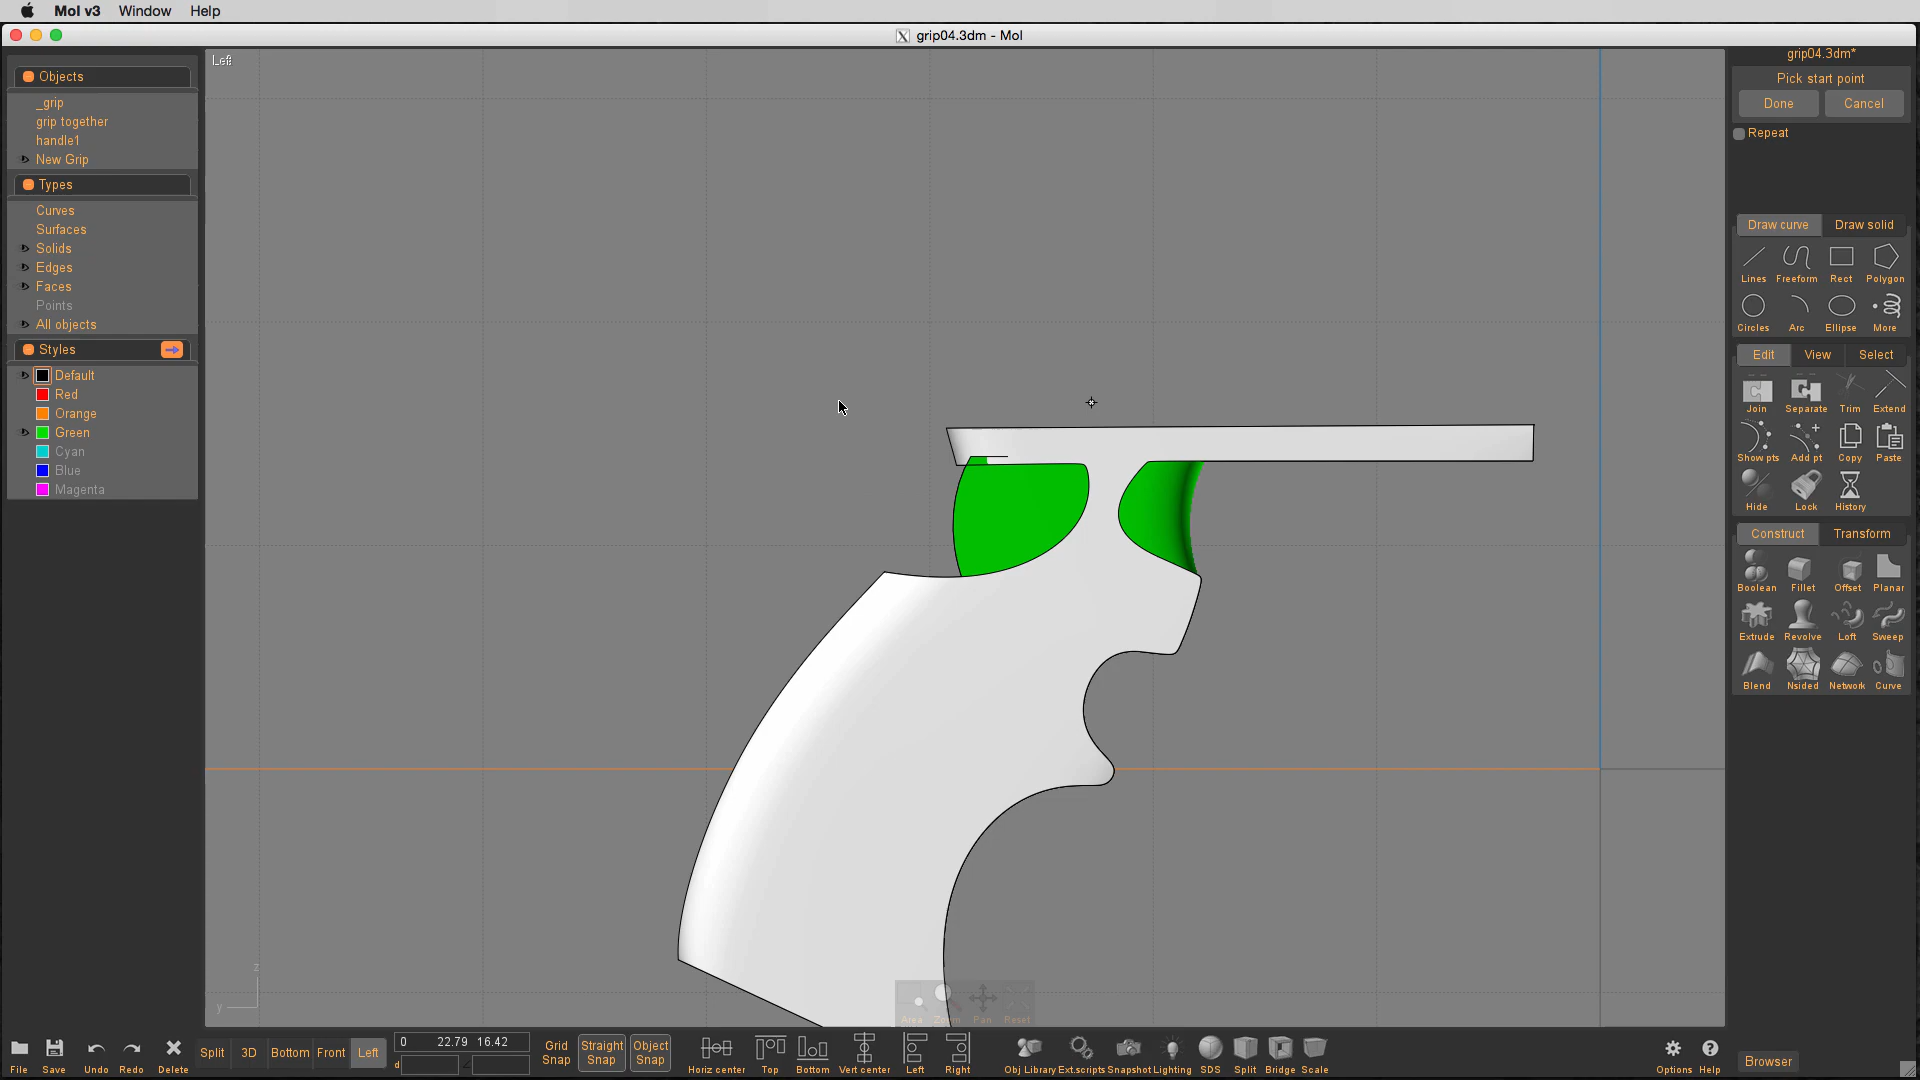 MoI v3 Window Help
grip04.3dm - MoI
Objects
_grip
grip together
handle1
New Grip
Types
Curves
Surfaces
Solids
Edges
Faces
Points
All objects
Styles
Default
Red
Orange
Green
Cyan
Blue
Magenta
Left
z
y
Area Zoom Pan Reset
grip04.3dm*
Pick start point
Done Cancel
Repeat
Draw curve Draw solid
Lines Freeform Rect Polygon
Circles Arc Ellipse More
Edit View Select
Join Separate Trim Extend
Show pts Add pt Copy Paste
Hide Lock History
Construct Transform
Boolean Fillet Offset Planar
Extrude Revolve Loft Sweep
Blend Nsided Network Curve
File Save Undo Redo Delete
Split 3D Bottom Front Left
0 22.79 16.42
d
Grid Snap
Straight Snap
Object Snap
Horiz center Top Bottom Vert center Left Right
Obj Library Ext.scripts Snapshot Lighting SDS Split Bridge Scale
Options Help
Browser